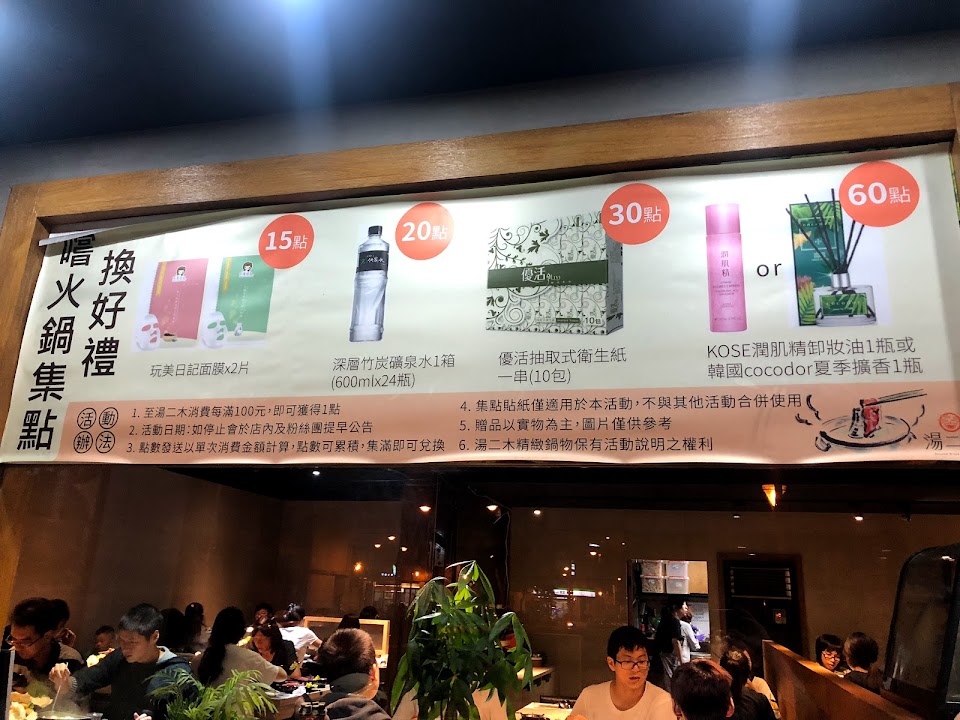 嚐火鍋集點
換好禮
15點
玩美日記面膜x2片
20點
深層竹炭礦泉水1箱
(600mlx24瓶)
30點
優活
10包
優活抽取式衛生紙
一串(10包)
60點
潤肌精
or
KOSE潤肌精卸妝油1瓶或
韓國cocodor夏季擴香1瓶
活動
辦法
1. 至湯二木消費每滿100元,即可獲得1點
2. 活動日期:如停止會於店內及粉絲團提早公告
3. 點數發送以單次消費金額計算,點數可累積,集滿即可兌換
4. 集點貼紙僅適用於本活動,不與其他活動合併使用
5. 贈品以實物為主,圖片僅供參考
6. 湯二木精緻鍋物保有活動說明之權利
湯二